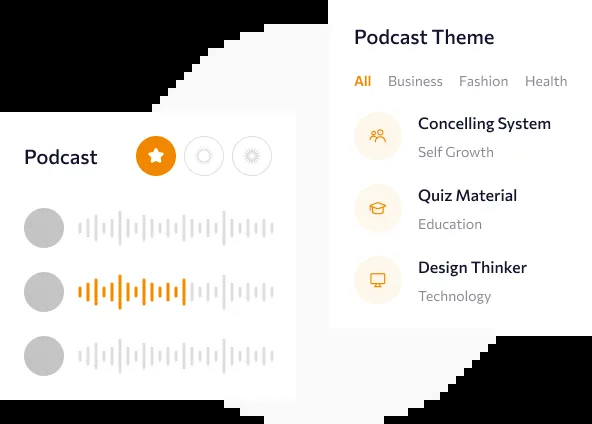 Podcast Theme
All Business Fashion Health
Concelling System
Self Growth
Quiz Material
Education
Design Thinker
Technology
Podcast